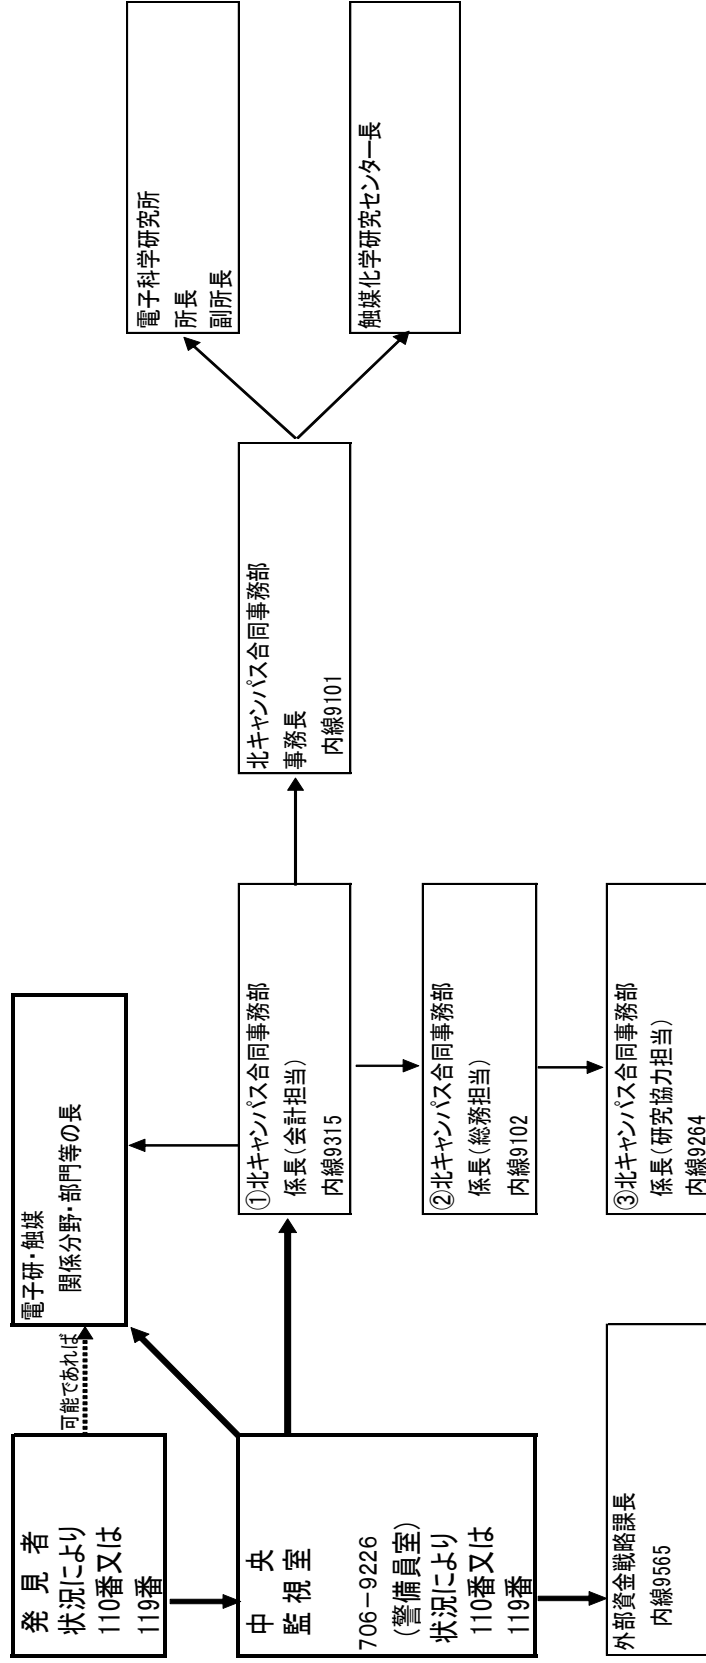 発 見 者
状況により
110番又は
119番
可能であれば
電子研・触媒
関係分野・部門等の長
中 央
監 視 室
706-9226
(警備員室)
状況により
110番又は
119番
①北キャンパス合同事務部
係長(会計担当)
内線9315
北キャンパス合同事務部
事務長
内線9101
電子科学研究所
所長
副所長
触媒化学研究センター長
②北キャンパス合同事務部
係長(総務担当)
内線9102
外部資金戦略課長
内線9565
③北キャンパス合同事務部
係長(研究協力担当)
内線9264